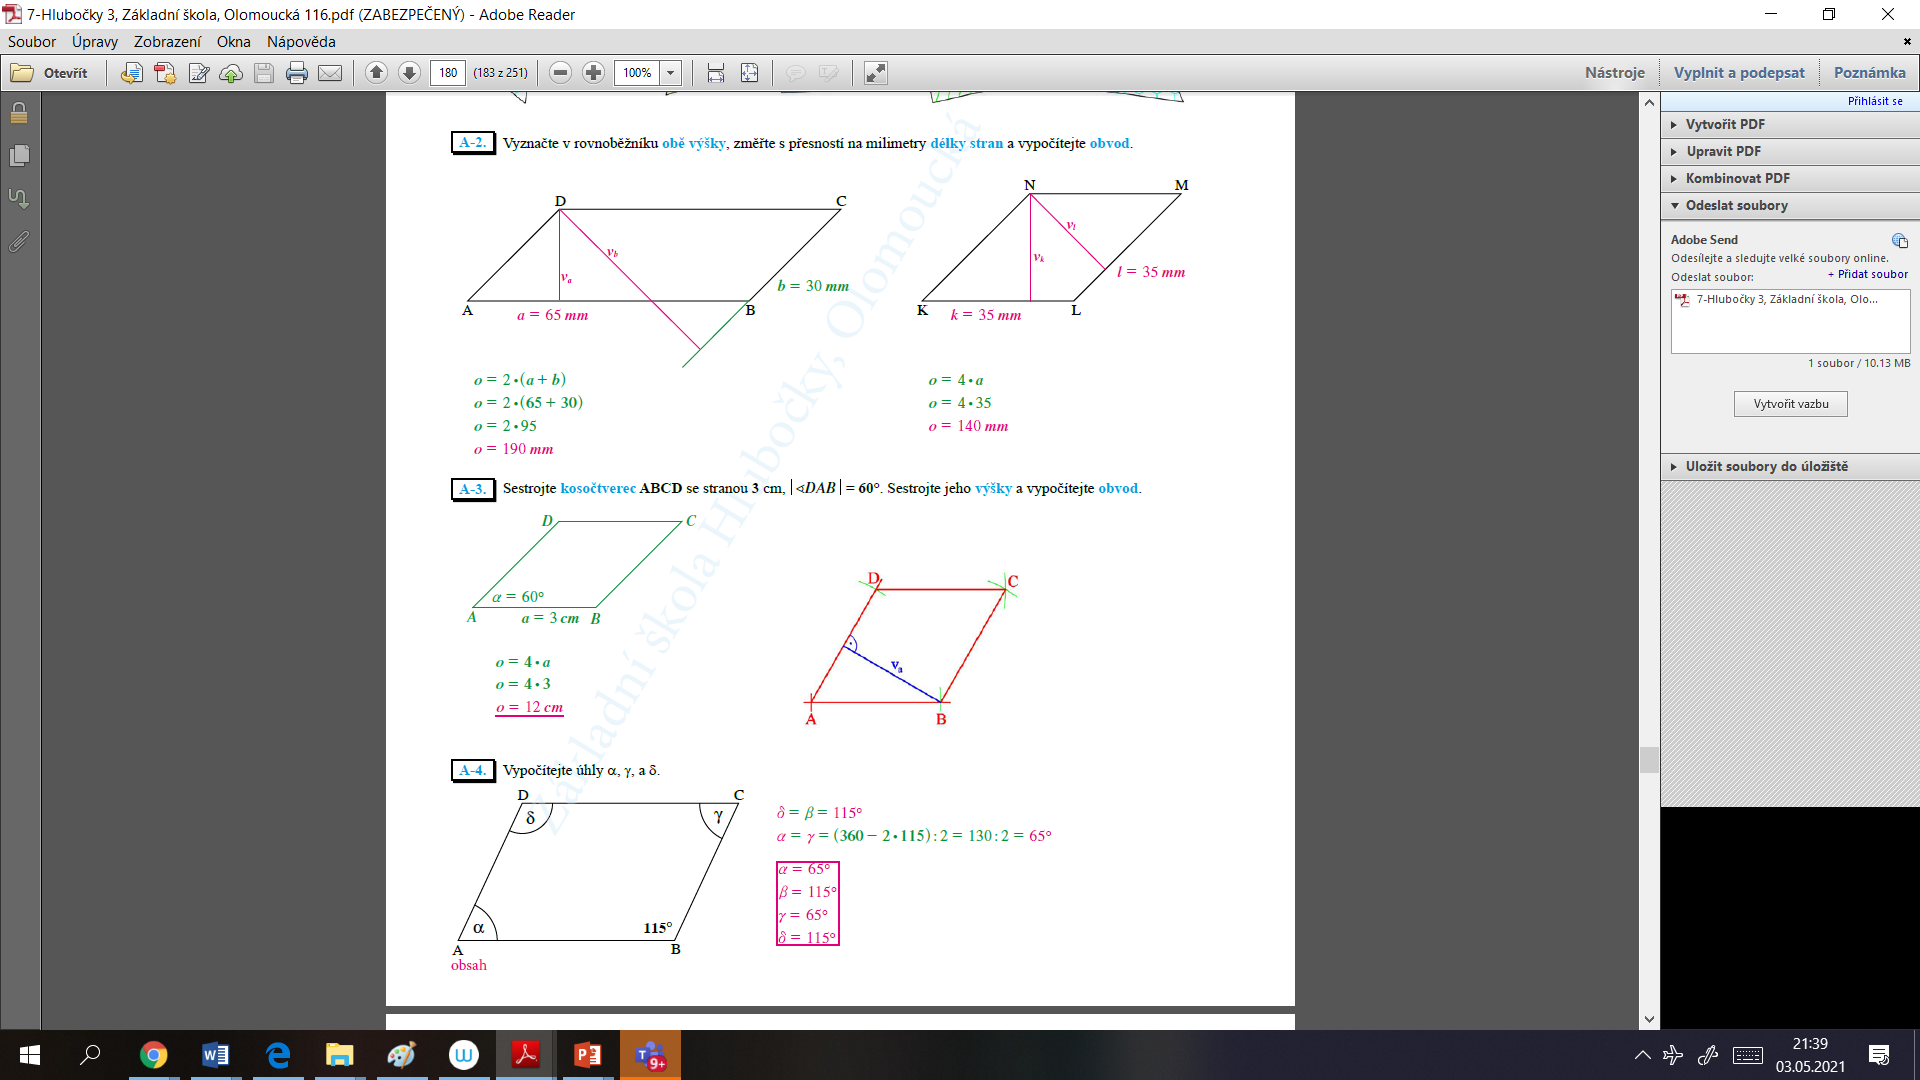 7-Hlubočky 3, Základní škola, Olomoucká 116.pdf (ZABEZPEČENÝ) - Adobe Reader
Soubor Úpravy Zobrazení Okna Nápověda
Otevřít 180 (183 z 251) 100% Nástroje Vyplnit a podepsat Poznámka
Přihlásit se
Vytvořit PDF
Upravit PDF
Kombinovat PDF
Odeslat soubory
Adobe Send
Odesílejte a sledujte velké soubory online.
Odeslat soubor: + Přidat soubor
7-Hlubočky 3, Základní škola, Olo...
1 soubor / 10.13 MB
Vytvořit vazbu
Uložit soubory do úložiště
Základní škola Hlubočky, Olomoucká
A-2. Vyznačte v rovnoběžníku obě výšky, změřte s přesností na milimetry délky stran a vypočítejte obvod.
D C
v_b
v_a
b = 30 mm
A B
a = 65 mm
N M
v_l
v_k
l = 35 mm
K L
k = 35 mm
o = 2•(a + b)
o = 2•(65 + 30)
o = 2•95
o = 190 mm
o = 4•a
o = 4•35
o = 140 mm
A-3. Sestrojte kosočtverec ABCD se stranou 3 cm, |∢DAB| = 60°. Sestrojte jeho výšky a vypočítejte obvod.
D C
α = 60°
A a = 3 cm B
o = 4•a
o = 4•3
o = 12 cm
D C
v_a
A B
A-4. Vypočítejte úhly α, γ, a δ.
D C
δ γ
α 115°
A B
obsah
δ = β = 115°
α = γ = (360 − 2•115):2 = 130:2 = 65°
α = 65°
β = 115°
γ = 65°
δ = 115°
9+
21:39
03.05.2021